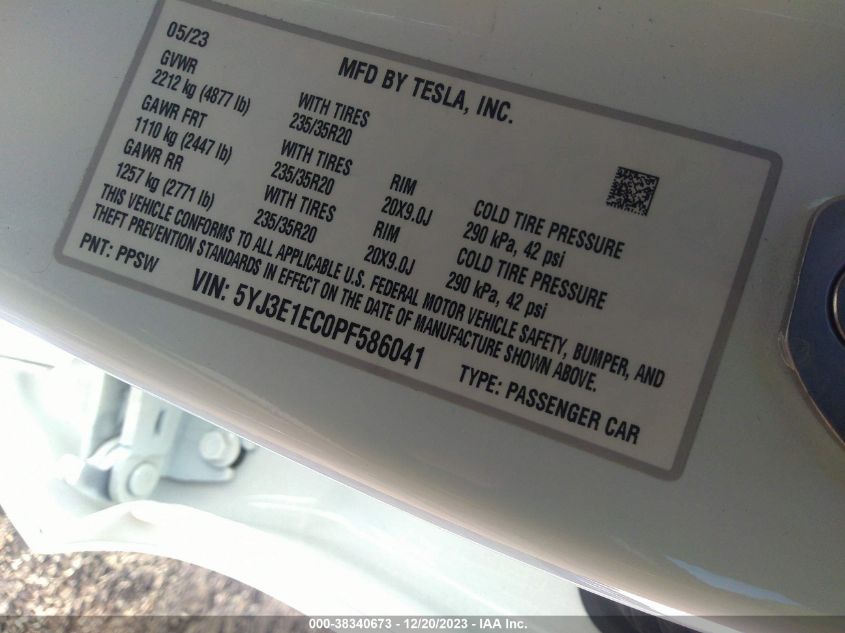 05/23
MFD BY TESLA, INC.
GVWR
2212 kg (4877 lb)
WITH TIRES
235/35R20
GAWR FRT
1110 kg (2447 lb)
WITH TIRES
235/35R20
RIM
20X9.0J
COLD TIRE PRESSURE
290 kPa, 42 psi
GAWR RR
1257 kg (2771 lb)
WITH TIRES
235/35R20
RIM
20X9.0J
COLD TIRE PRESSURE
290 kPa, 42 psi
THIS VEHICLE CONFORMS TO ALL APPLICABLE U.S. FEDERAL MOTOR VEHICLE SAFETY, BUMPER, AND
THEFT PREVENTION STANDARDS IN EFFECT ON THE DATE OF MANUFACTURE SHOWN ABOVE.
PNT: PPSW
VIN: 5YJ3E1EC0PF586041
TYPE: PASSENGER CAR
000-38340673 - 12/20/2023 - IAA Inc.